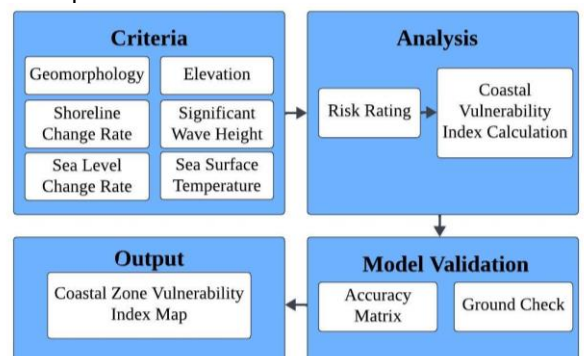 Criteria
Geomorphology
Elevation
Shoreline
Change Rate
Significant
Wave Height
Sea Level
Change Rate
Sea Surface
Temperature
Analysis
Risk Rating
Coastal
Vulnerability
Index Calculation
Model Validation
Accuracy
Matrix
Ground Check
Output
Coastal Zone Vulnerability
Index Map